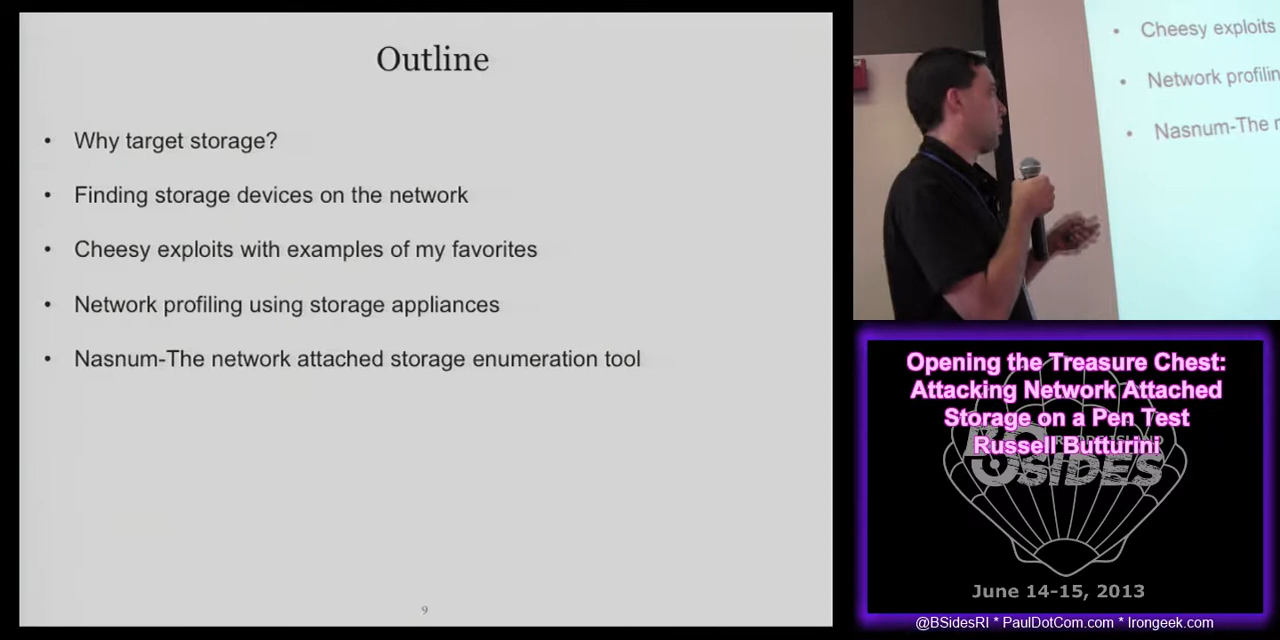 Outline
• Why target storage?
• Finding storage devices on the network
• Cheesy exploits with examples of my favorites
• Network profiling using storage appliances
• Nasnum-The network attached storage enumeration tool
9
• Cheesy exploits
• Network profilin
• Nasnum-The
Opening the Treasure Chest:
Attacking Network Attached
Storage on a Pen Test
Russell Butturini
BSIDES
June 14-15, 2013
@BSidesRI * PaulDotCom.com * Irongeek.com